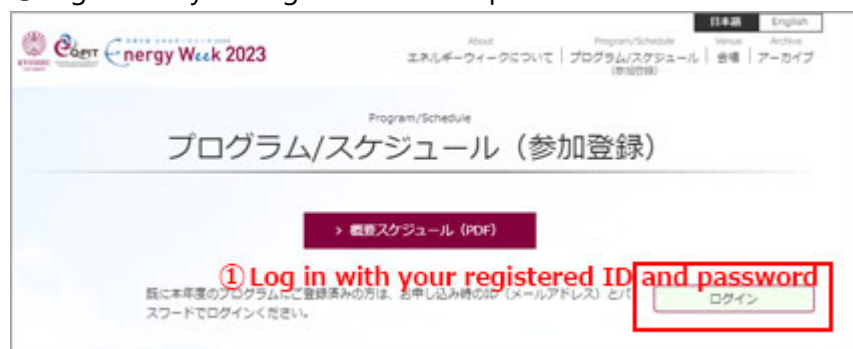 日本語 English
Energy Week 2023
About
エネルギーウィークについて
Program/Schedule
プログラム/スケジュール
(参加登録)
Venue
会場
Archive
アーカイブ
Program/Schedule
プログラム/スケジュール（参加登録）
> 概要スケジュール（PDF）
①Log in with your registered ID and password
既に本年度のプログラムにご登録済みの方は、お申し込み時のID（メールアドレス）とパ
スワードでログインください。
ログイン